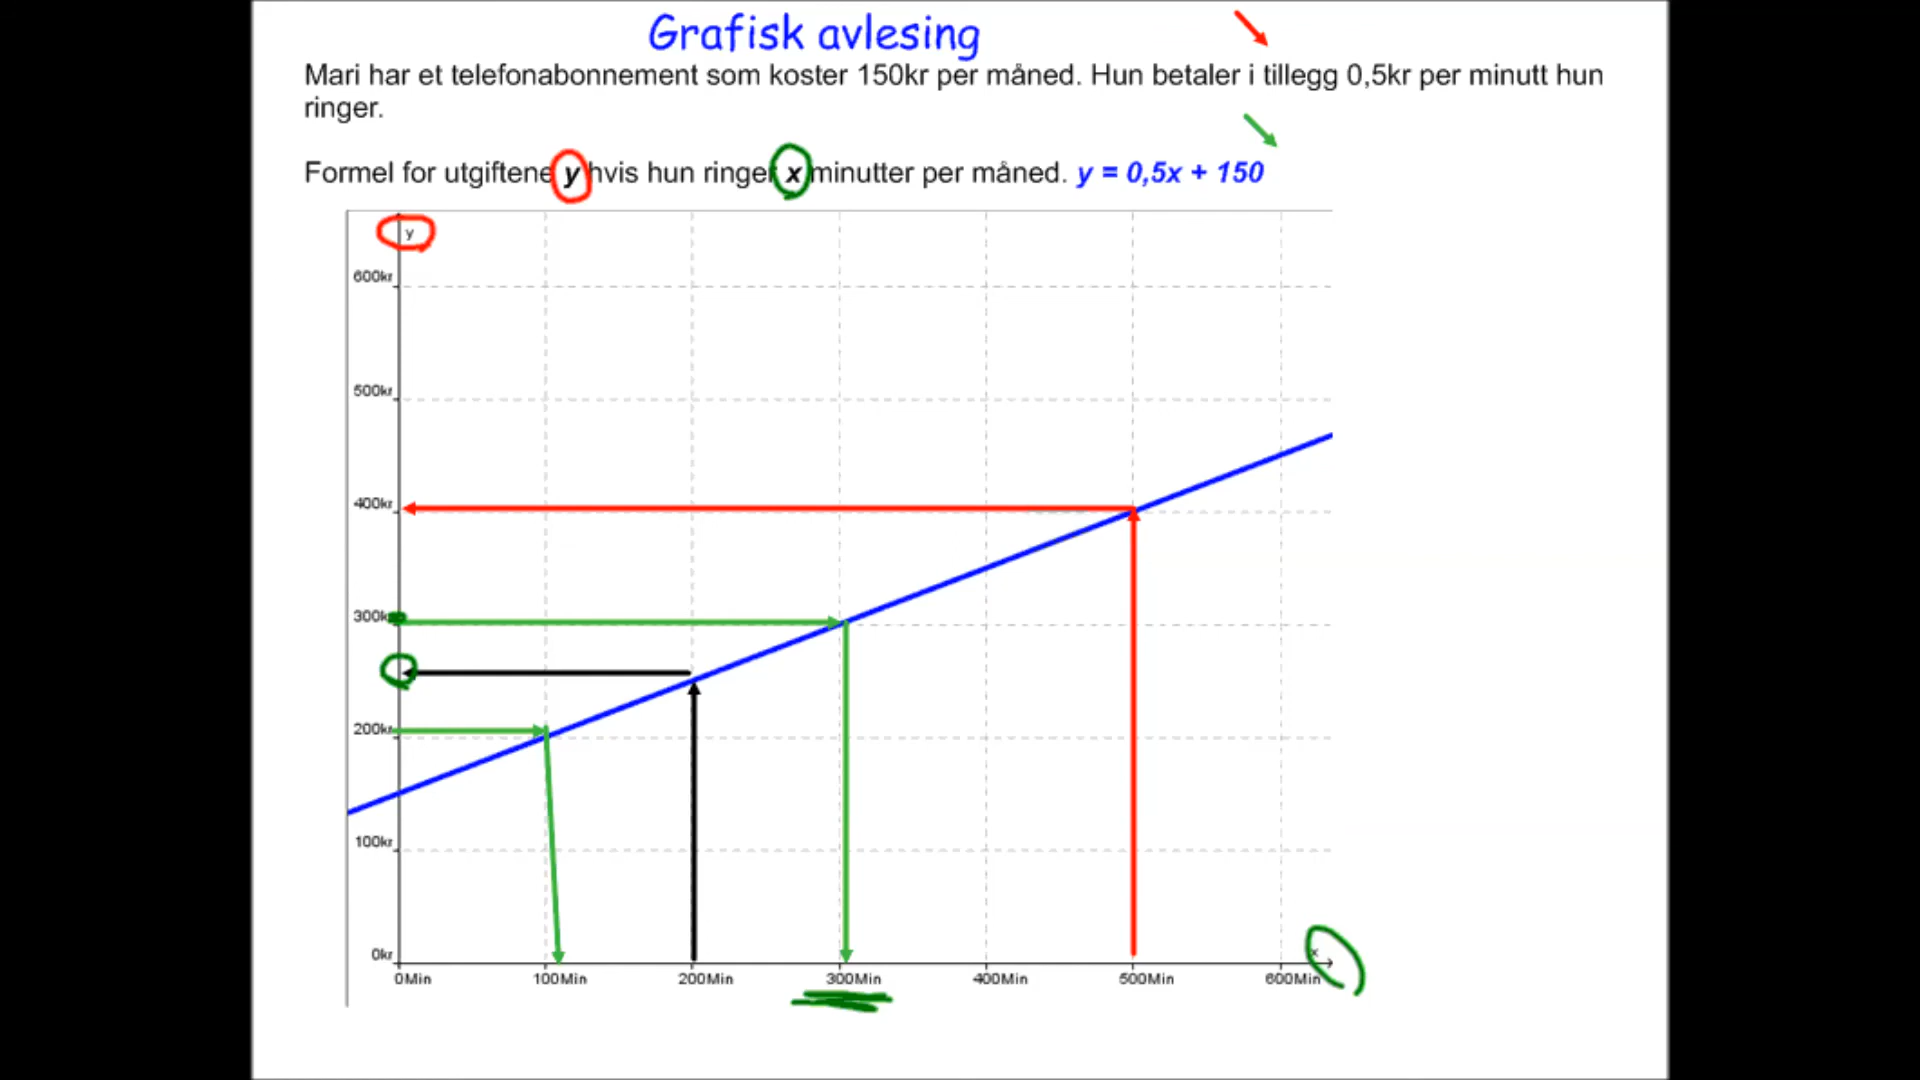 Grafisk avlesing
Mari har et telefonabonnement som koster 150kr per måned. Hun betaler i tillegg 0,5kr per minutt hun
ringer.
Formel for utgiftene y hvis hun ringer x minutter per måned. y = 0,5x + 150
y
600kr
500kr
400kr
300kr
200kr
100kr
0kr
x
0Min 100Min 200Min 300Min 400Min 500Min 600Min